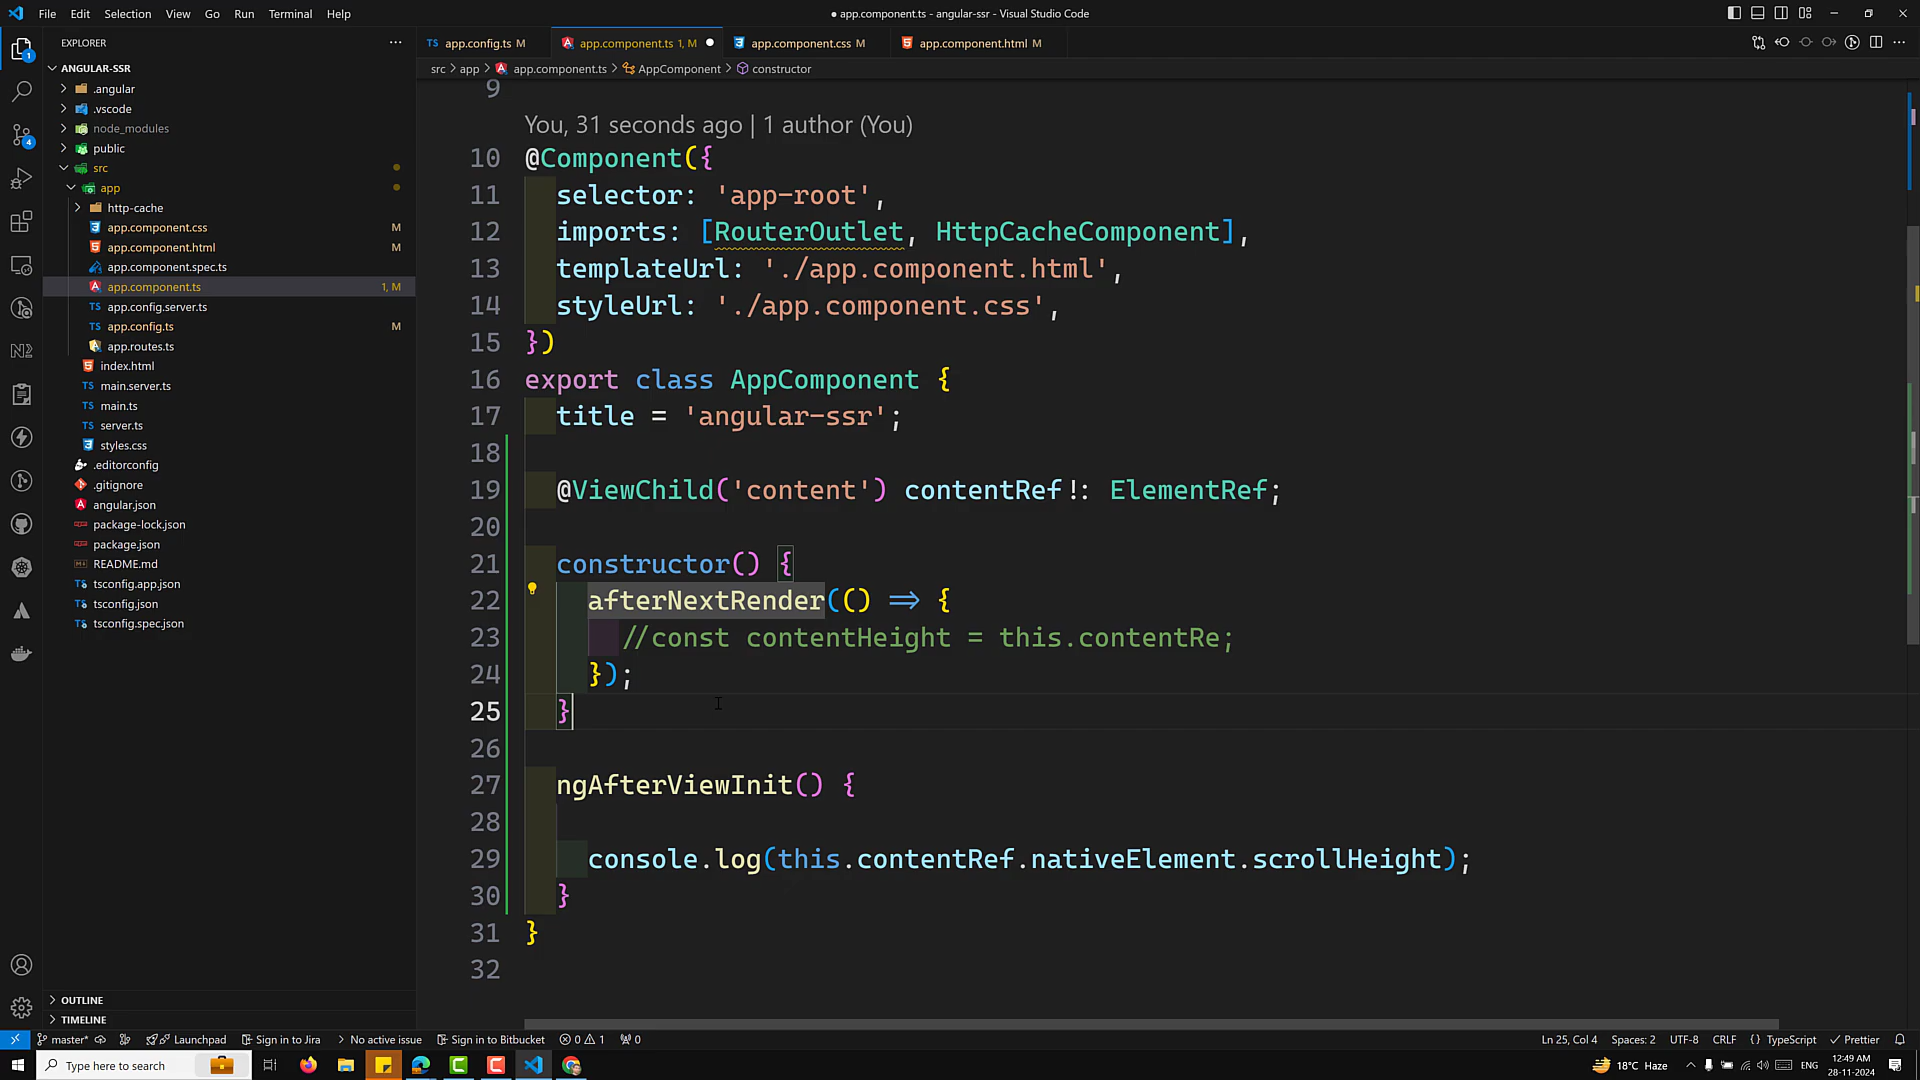 File Edit Selection View Go Run Terminal Help
● app.component.ts - angular-ssr - Visual Studio Code
EXPLORER
ANGULAR-SSR
.angular
.vscode
node_modules
public
src
app
http-cache
app.component.css M
app.component.html M
app.component.spec.ts
app.component.ts 1, M
app.config.server.ts
app.config.ts M
app.routes.ts
index.html
main.server.ts
main.ts
server.ts
styles.css
.editorconfig
.gitignore
angular.json
package-lock.json
package.json
README.md
tsconfig.app.json
tsconfig.json
tsconfig.spec.json
OUTLINE
TIMELINE
app.config.ts M app.component.ts 1, M app.component.css M app.component.html M
src > app > app.component.ts > AppComponent > constructor
9
You, 31 seconds ago | 1 author (You)
10 @Component({
11 selector: 'app-root',
12 imports: [RouterOutlet, HttpCacheComponent],
13 templateUrl: './app.component.html',
14 styleUrl: './app.component.css',
15 })
16 export class AppComponent {
17 title = 'angular-ssr';
18
19 @ViewChild('content') contentRef!: ElementRef;
20
21 constructor() {
22 afterNextRender(() => {
23 //const contentHeight = this.contentRe;
24 });
25 }
26
27 ngAfterViewInit() {
28
29 console.log(this.contentRef.nativeElement.scrollHeight);
30 }
31 }
32
master* Launchpad Sign in to Jira No active issue Sign in to Bitbucket 0 1 0 Ln 25, Col 4 Spaces: 2 UTF-8 CRLF {} TypeScript Prettier
Type here to search 18°C Haze ENG 12:49 AM 28-11-2024